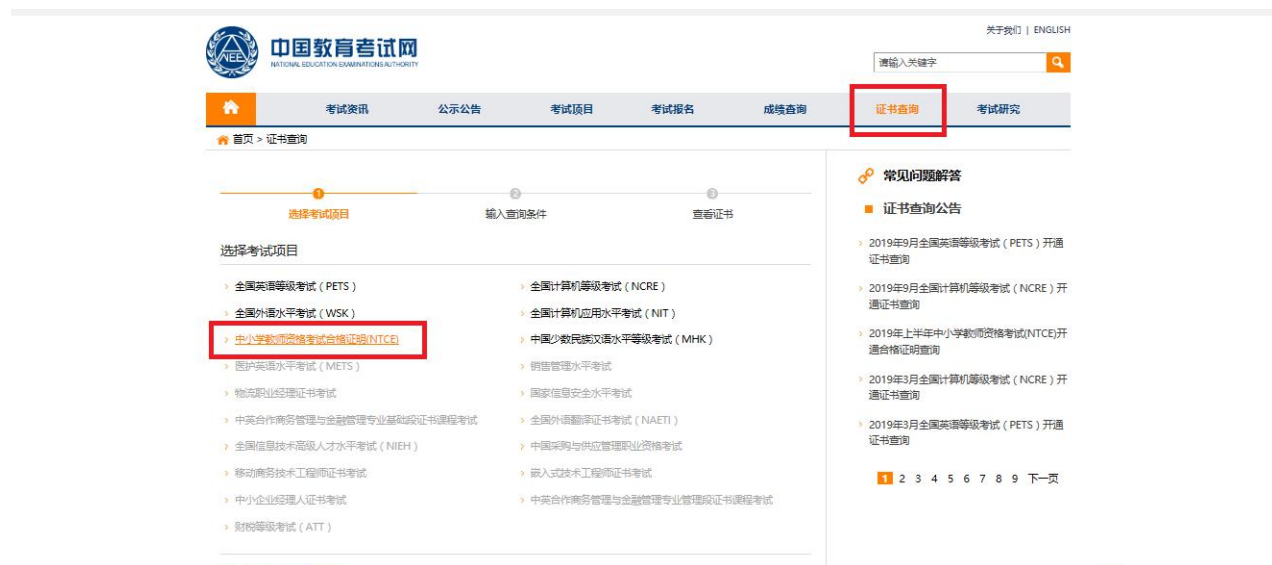 关于我们 | ENGLISH
NEEA
中国教育考试网
NATIONAL EDUCATION EXAMINATIONS AUTHORITY
请输入关键字
考试资讯 公示公告 考试项目 考试报名 成绩查询 证书查询 考试研究
首页 > 证书查询
1 2 3
选择考试项目 输入查询条件 查看证书
选择考试项目
› 全国英语等级考试（PETS）
› 全国计算机等级考试（NCRE）
› 全国外语水平考试（WSK）
› 全国计算机应用水平考试（NIT）
› 中小学教师资格考试合格证明(NTCE)
› 中国少数民族汉语水平等级考试（MHK）
› 医护英语水平考试（METS）
› 销售管理水平考试
› 物流职业经理证书考试
› 国家信息安全水平考试
› 中英合作商务管理与金融管理专业基础段证书课程考试
› 全国外语翻译证书考试（NAETI）
› 全国信息技术高级人才水平考试（NIEH）
› 中国采购与供应管理职业资格考试
› 移动商务技术工程师证书考试
› 嵌入式技术工程师证书考试
› 中小企业经理人证书考试
› 中英合作商务管理与金融管理专业管理段证书课程考试
› 财税等级考试（ATT）
常见问题解答
证书查询公告
› 2019年9月全国英语等级考试（PETS）开通
证书查询
› 2019年9月全国计算机等级考试（NCRE）开
通证书查询
› 2019年上半年中小学教师资格考试(NTCE)开
通合格证明查询
› 2019年3月全国计算机等级考试（NCRE）开
通证书查询
› 2019年3月全国英语等级考试（PETS）开通
证书查询
1 2 3 4 5 6 7 8 9 下一页